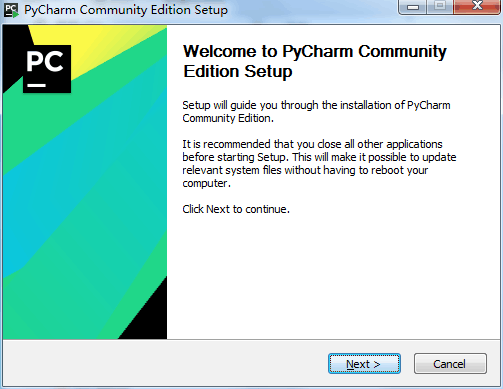 PyCharm Community Edition Setup
PC
Welcome to PyCharm Community
Edition Setup
Setup will guide you through the installation of PyCharm
Community Edition.
It is recommended that you close all other applications
before starting Setup. This will make it possible to update
relevant system files without having to reboot your
computer.
Click Next to continue.
Next >
Cancel